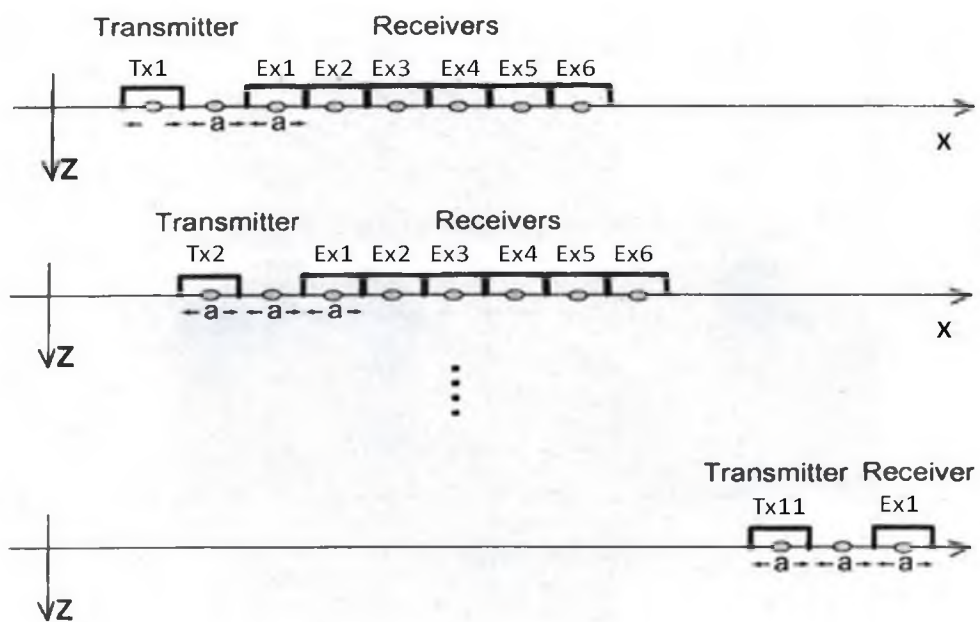 Transmitter Receivers
Tx1 Ex1 Ex2 Ex3 Ex4 Ex5 Ex6
a a
X
Z
Transmitter Receivers
Tx2 Ex1 Ex2 Ex3 Ex4 Ex5 Ex6
a a a
X
Z
Transmitter Receiver
Tx11 Ex1
a a a
Z